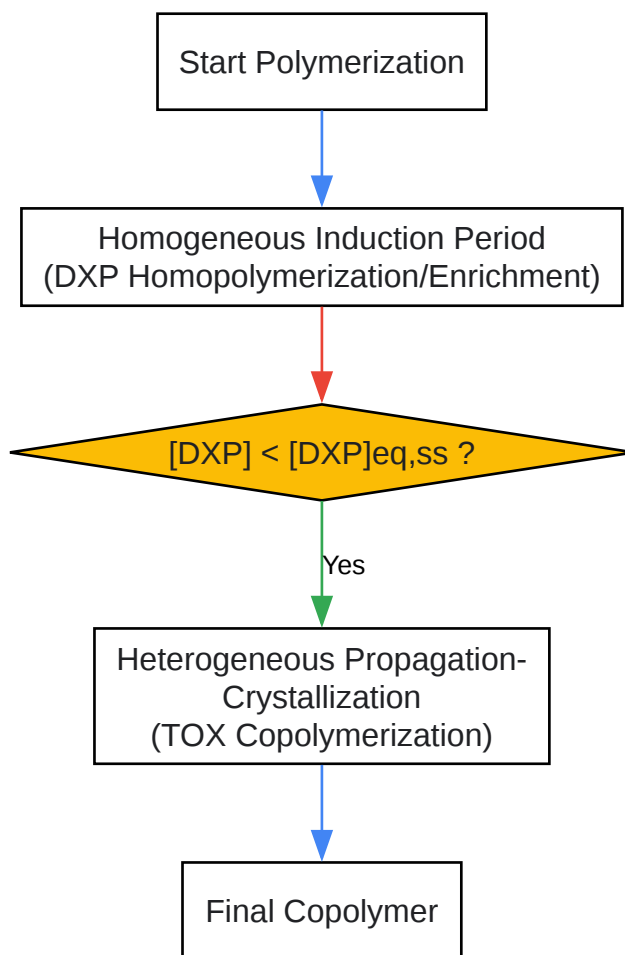 Start Polymerization
Homogeneous Induction Period
(DXP Homopolymerization/Enrichment)
[DXP] < [DXP]eq,ss ?
Yes
Heterogeneous Propagation-
Crystallization
(TOX Copolymerization)
Final Copolymer